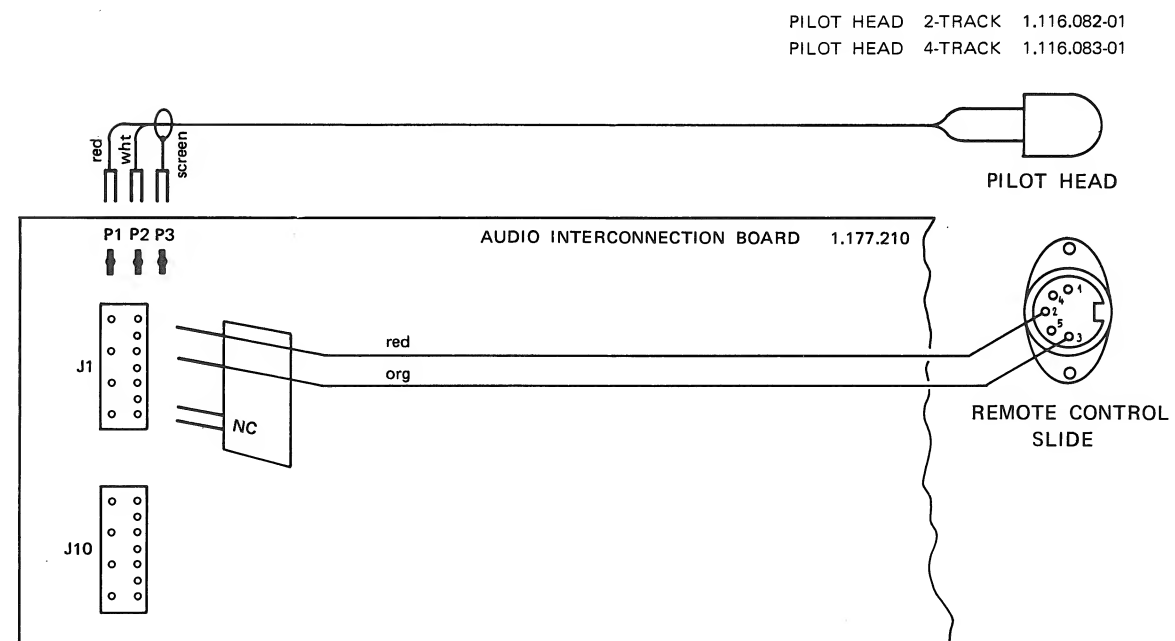 PILOT HEAD 2-TRACK 1.116.082-01
PILOT HEAD 4-TRACK 1.116.083-01
red
wht
screen
PILOT HEAD
P1 P2 P3
AUDIO INTERCONNECTION BOARD 1.177.210
1
4
2
5
3
J1
red
org
NC
REMOTE CONTROL
SLIDE
J10